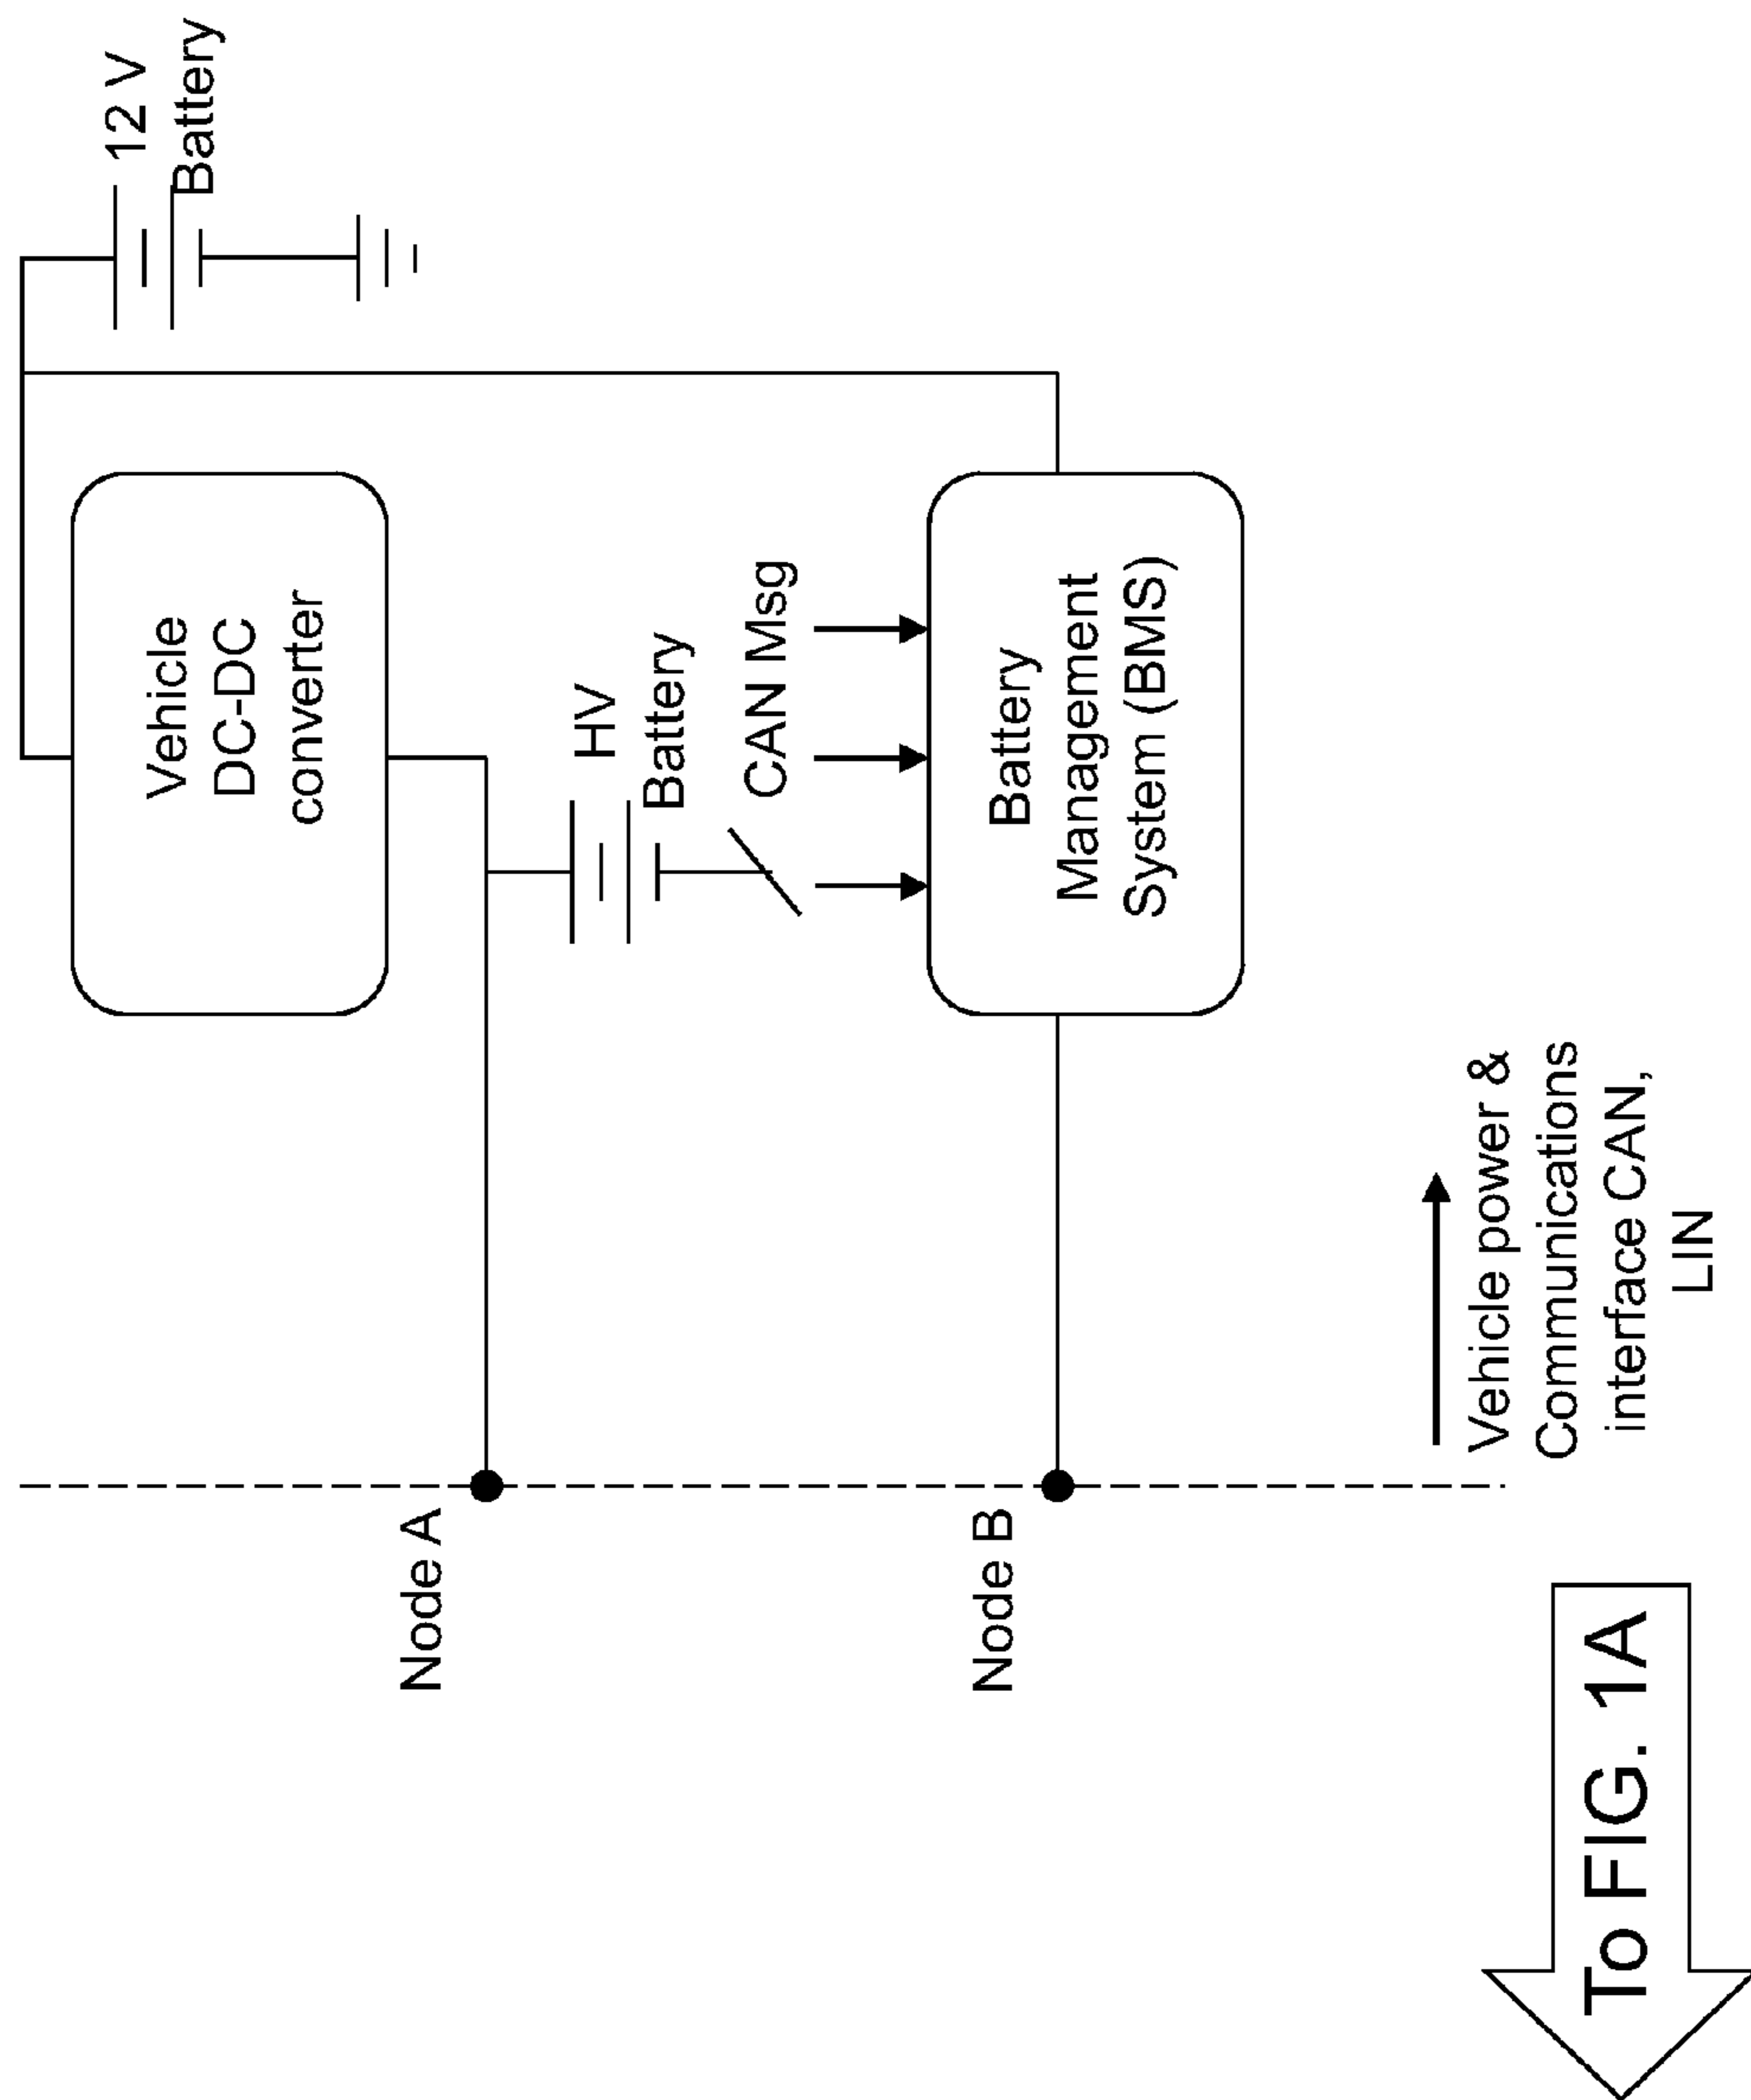 12 V
Battery
Vehicle
DC-DC
converter
HV
Battery
CAN Msg
Battery
Management
System (BMS)
Node A
Node B
Vehicle power &
Communications
interface CAN,
LIN
To FIG. 1A